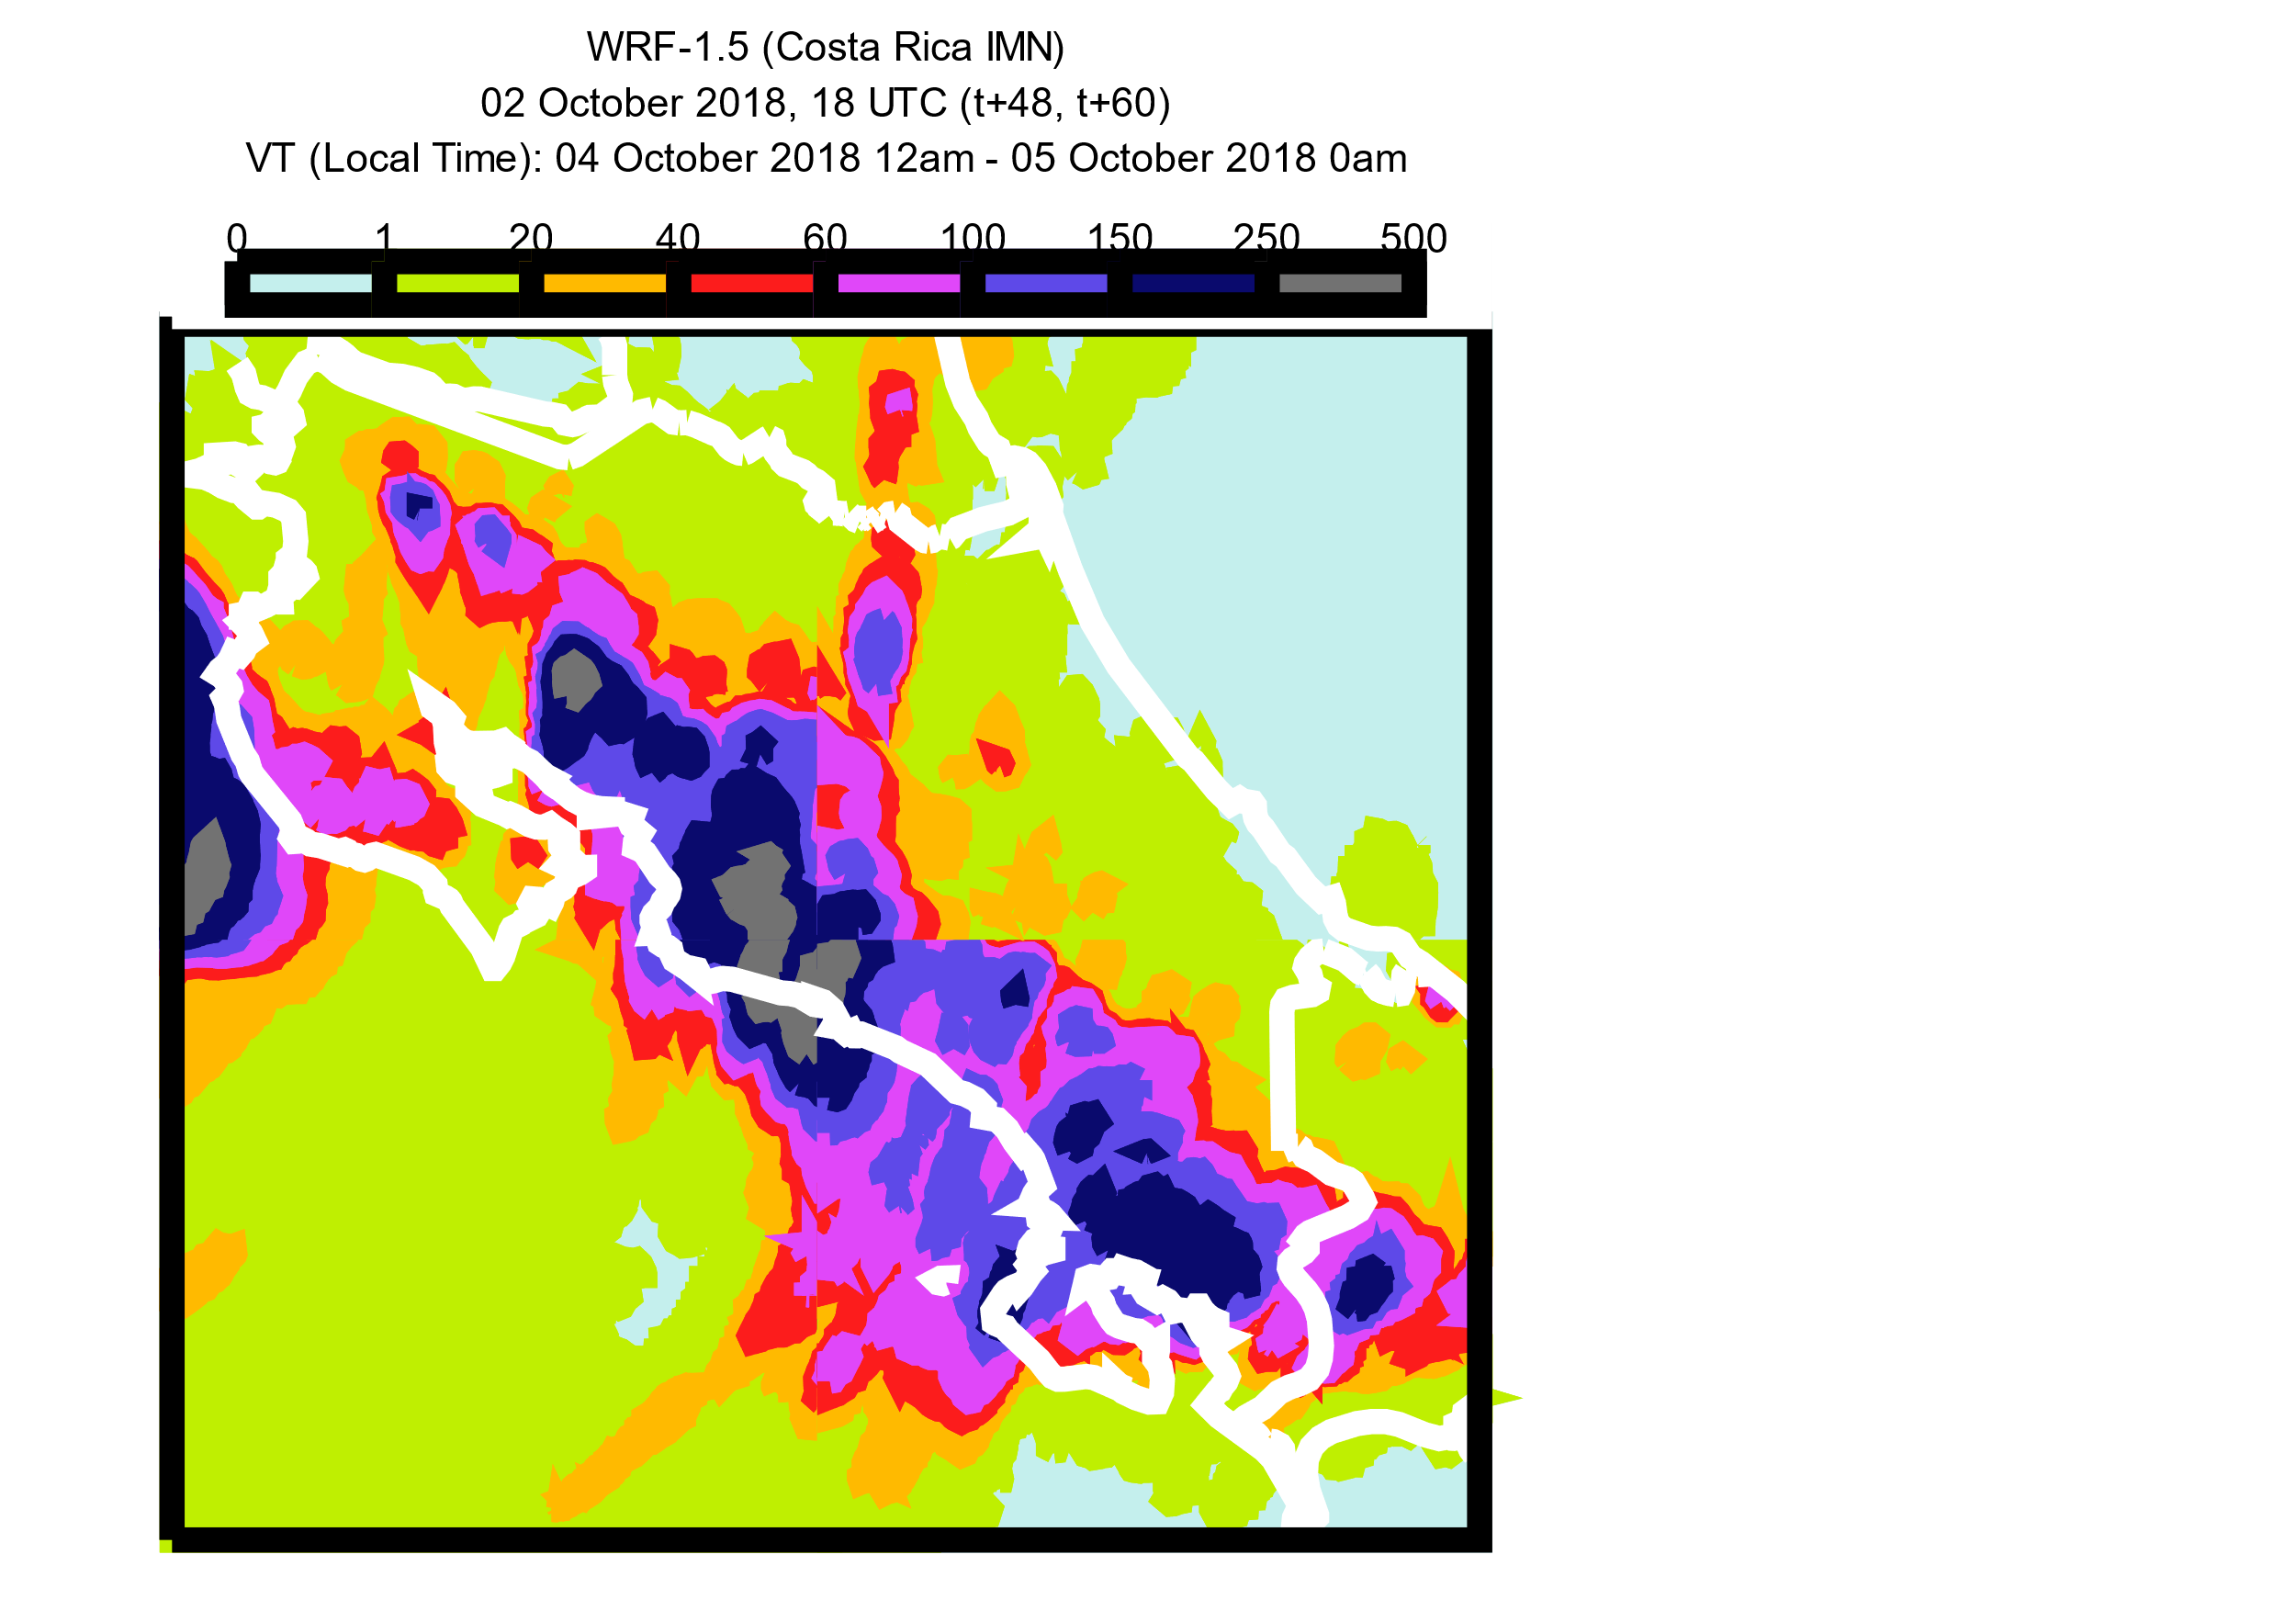 WRF-1.5 (Costa Rica IMN)
02 October 2018, 18 UTC (t+48, t+60)
VT (Local Time): 04 October 2018 12am - 05 October 2018 0am
0 1 20 40 60 100 150 250 500